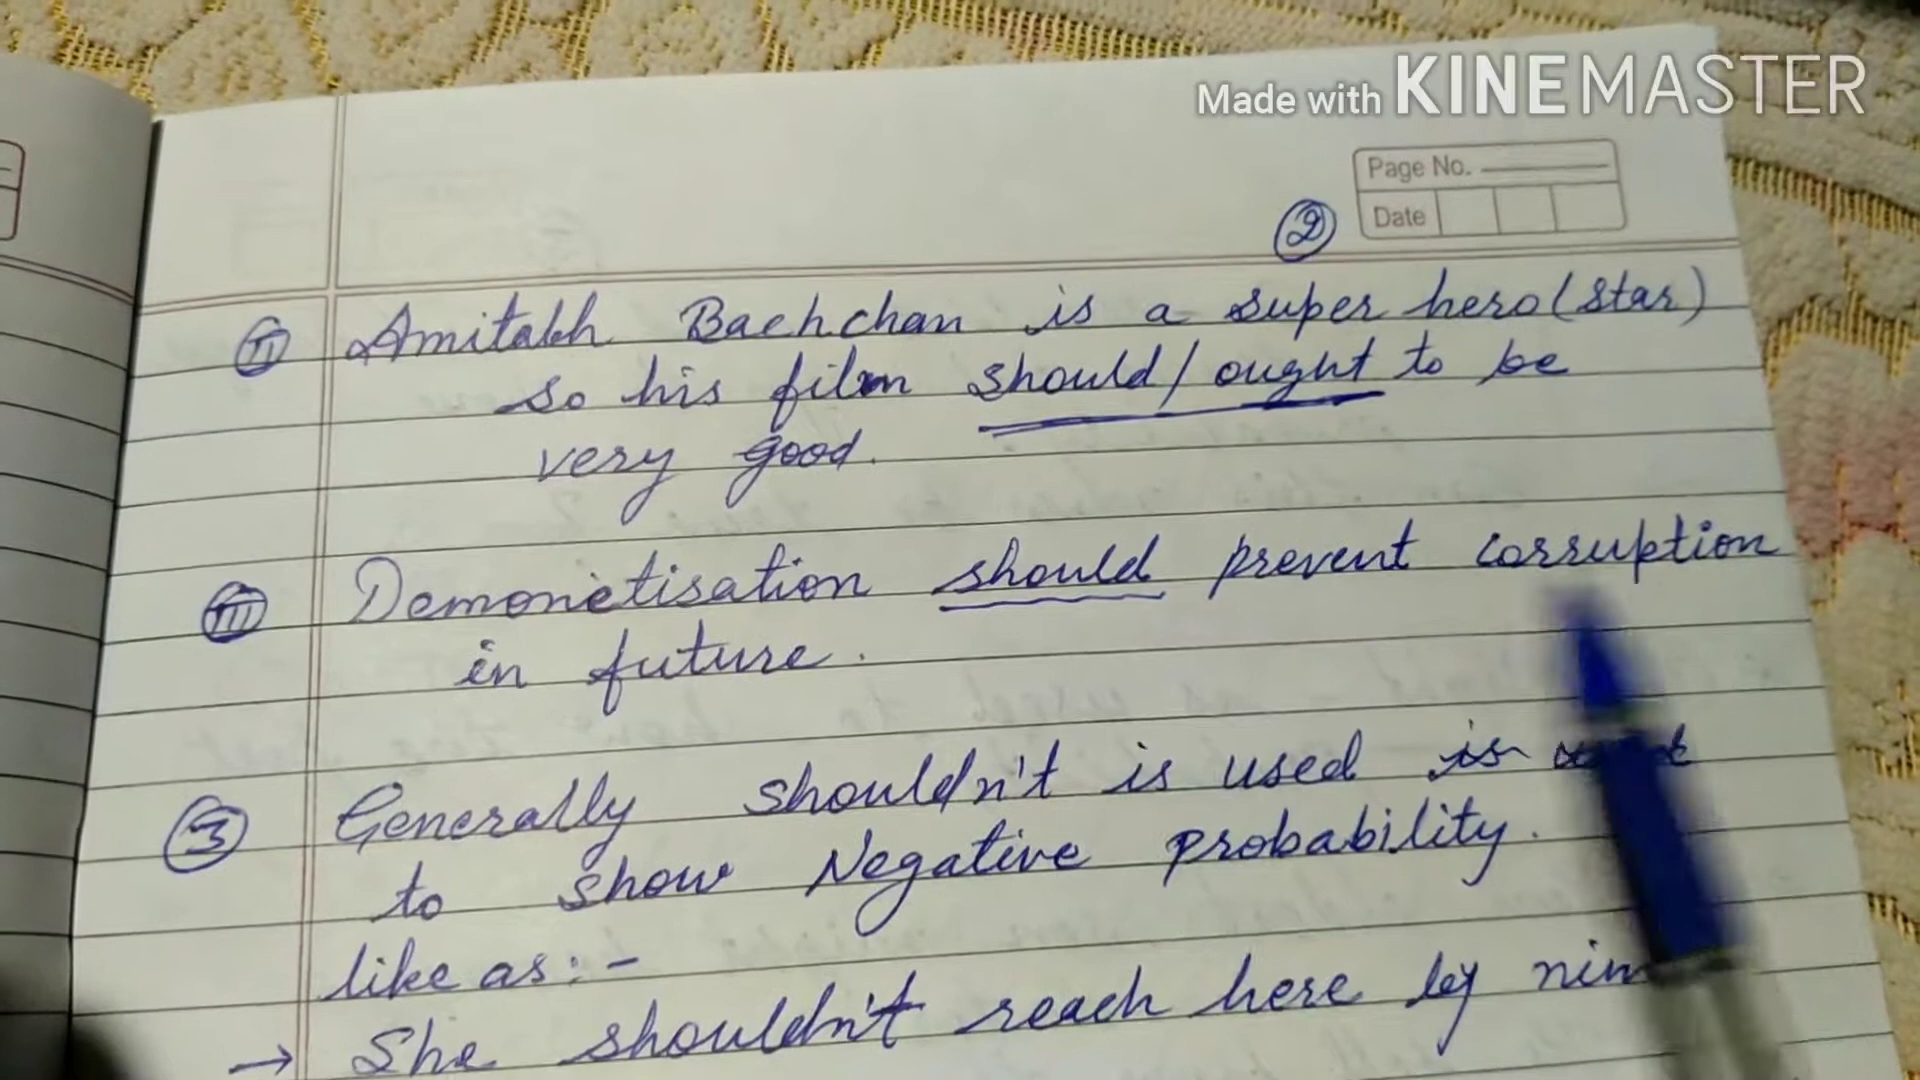 Made with KINEMASTER
Page No.
Date
②
ii Amitabh Bachchan is a super hero (star)
so his film should / ought to be
very good.
iii Demonetisation should prevent corruption
in future.
③ Generally shouldn't is used is
to show Negative probability.
like as :-
→ She shouldn't reach here by